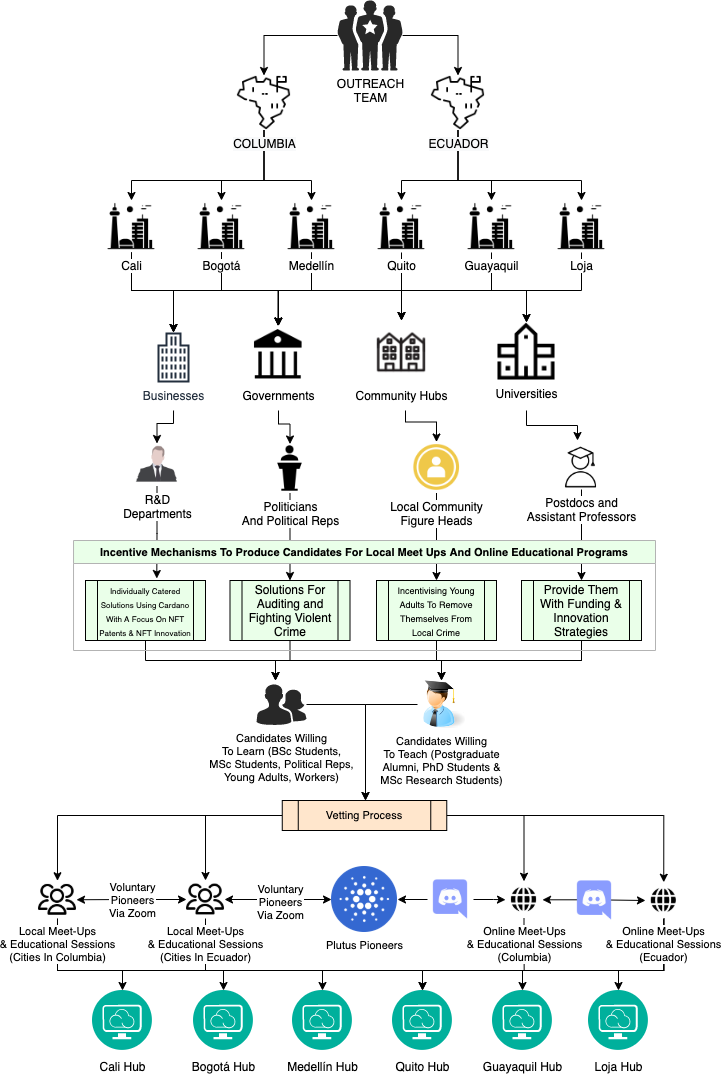 OUTREACH
TEAM
COLUMBIA
ECUADOR
Cali
Bogotá
Medellín
Quito
Guayaquil
Loja
Businesses
Governments
Community Hubs
Universities
R&D
Departments
Politicians
And Political Reps
Local Community
Figure Heads
Postdocs and
Assistant Professors
Incentive Mechanisms To Produce Candidates For Local Meet Ups And Online Educational Programs
Individually Catered
Solutions Using Cardano
With A Focus On NFT
Patents & NFT Innovation
Solutions For
Auditing and
Fighting Violent
Crime
Incentivising Young
Adults To Remove
Themselves From
Local Crime
Provide Them
With Funding &
Innovation
Strategies
Candidates Willing
To Learn (BSc Students,
MSc Students, Political Reps,
Young Adults, Workers)
Candidates Willing
To Teach (Postgraduate
Alumni, PhD Students &
MSc Research Students)
Vetting Process
Voluntary
Pioneers
Via Zoom
Voluntary
Pioneers
Via Zoom
Local Meet-Ups
& Educational Sessions
(Cities In Columbia)
Local Meet-Ups
& Educational Sessions
(Cities In Ecuador)
Plutus Pioneers
Online Meet-Ups
& Educational Sessions
(Columbia)
Online Meet-Ups
& Educational Sessions
(Ecuador)
Cali Hub
Bogotá Hub
Medellín Hub
Quito Hub
Guayaquil Hub
Loja Hub